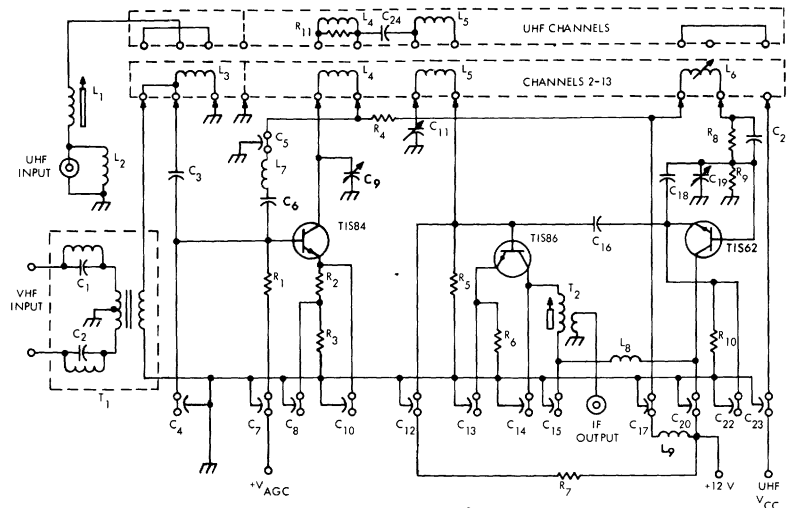 L4 C24 L5
R11
UHF CHANNELS
L3 L4 L5 CHANNELS 2-13 L6
L1
R4 C11
C5
R8 C2
L2
UHF
INPUT
C3 L7 C9
C18 C19 R9
C6
TIS84 TIS86 C16 TIS62
VHF
INPUT
C1
R1 R2 R5 T2
C2
R3 R6 L8 R10
T1
C4 C7 C8 C10 C12 C13 C14 C15 IF
OUTPUT C17 C20 C22 C23
L9
+VAGC
R7
+12 V UHF
VCC